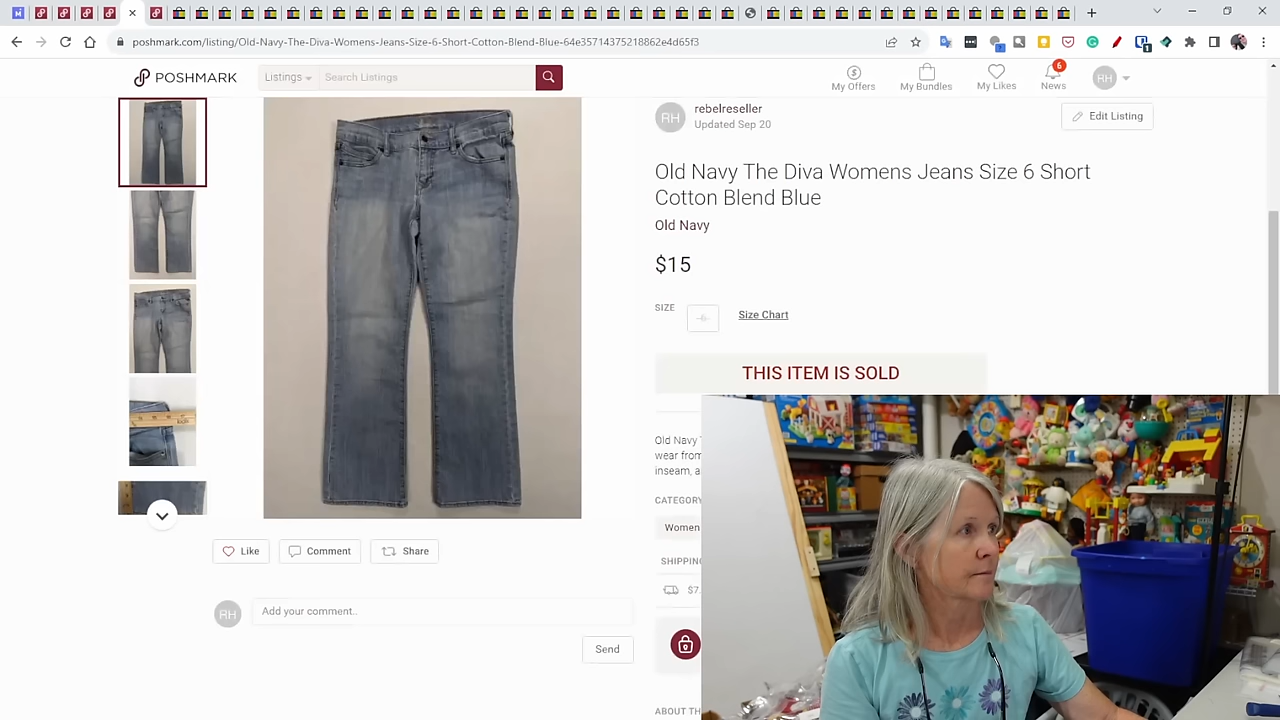 poshmark.com/listing/Old-Navy-The-Diva-Womens-Jeans-Size-6-Short-Cotton-Blend-Blue-64e35714375218862e4d65f3
POSHMARK
Listings
Search Listings
My Offers
My Bundles
My Likes
6
News
RH
RH
rebelreseller
Updated Sep 20
Edit Listing
Old Navy The Diva Womens Jeans Size 6 Short
Cotton Blend Blue
Old Navy
$15
SIZE
6
Size Chart
THIS ITEM IS SOLD
Old Navy
wear from
inseam, a
CATEGORY
Women
SHIPPING
$7.
Like
Comment
Share
RH
Add your comment..
Send
ABOUT TH